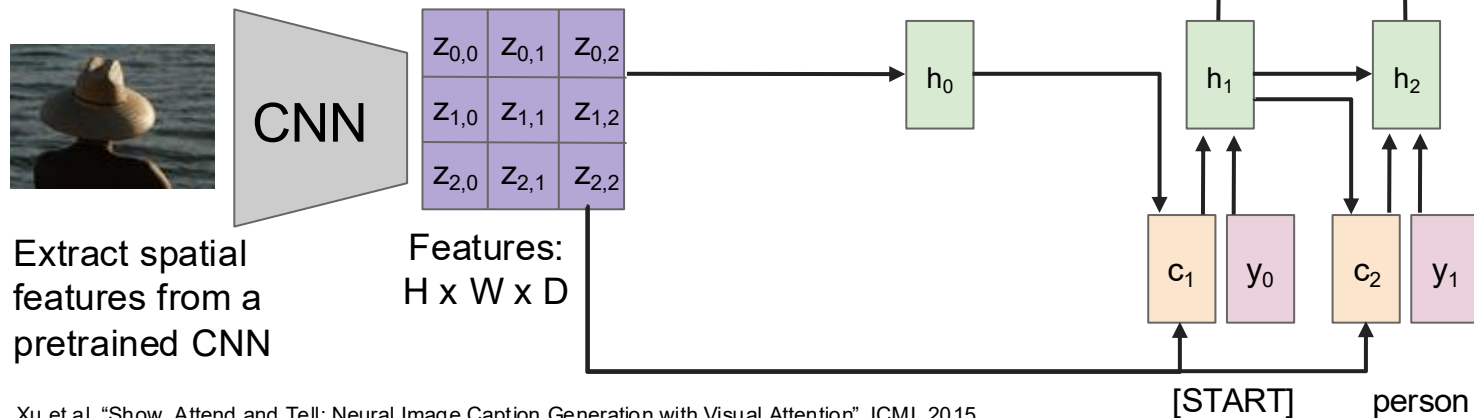 CNN
z0,0 z0,1 z0,2
z1,0 z1,1 z1,2
z2,0 z2,1 z2,2
h0
h1
h2
Extract spatial
features from a
pretrained CNN
Features:
H x W x D
c1
y0
c2
y1
[START]
person
Xu et al, “Show, Attend and Tell: Neural Image Caption Generation with Visual Attention”, ICML 2015